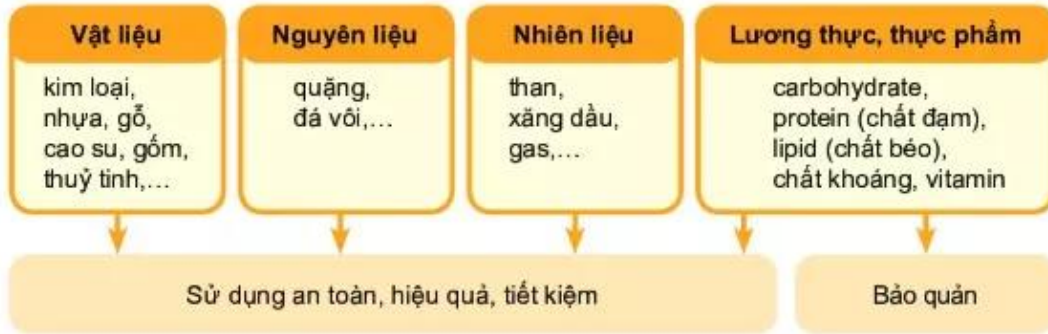 Vật liệu
kim loại,
nhựa, gỗ,
cao su, gốm,
thuỷ tinh,...
Nguyên liệu
quặng,
đá vôi,...
Nhiên liệu
than,
xăng dầu,
gas,...
Lương thực, thực phẩm
carbohydrate,
protein (chất đạm),
lipid (chất béo),
chất khoáng, vitamin
Sử dụng an toàn, hiệu quả, tiết kiệm
Bảo quản